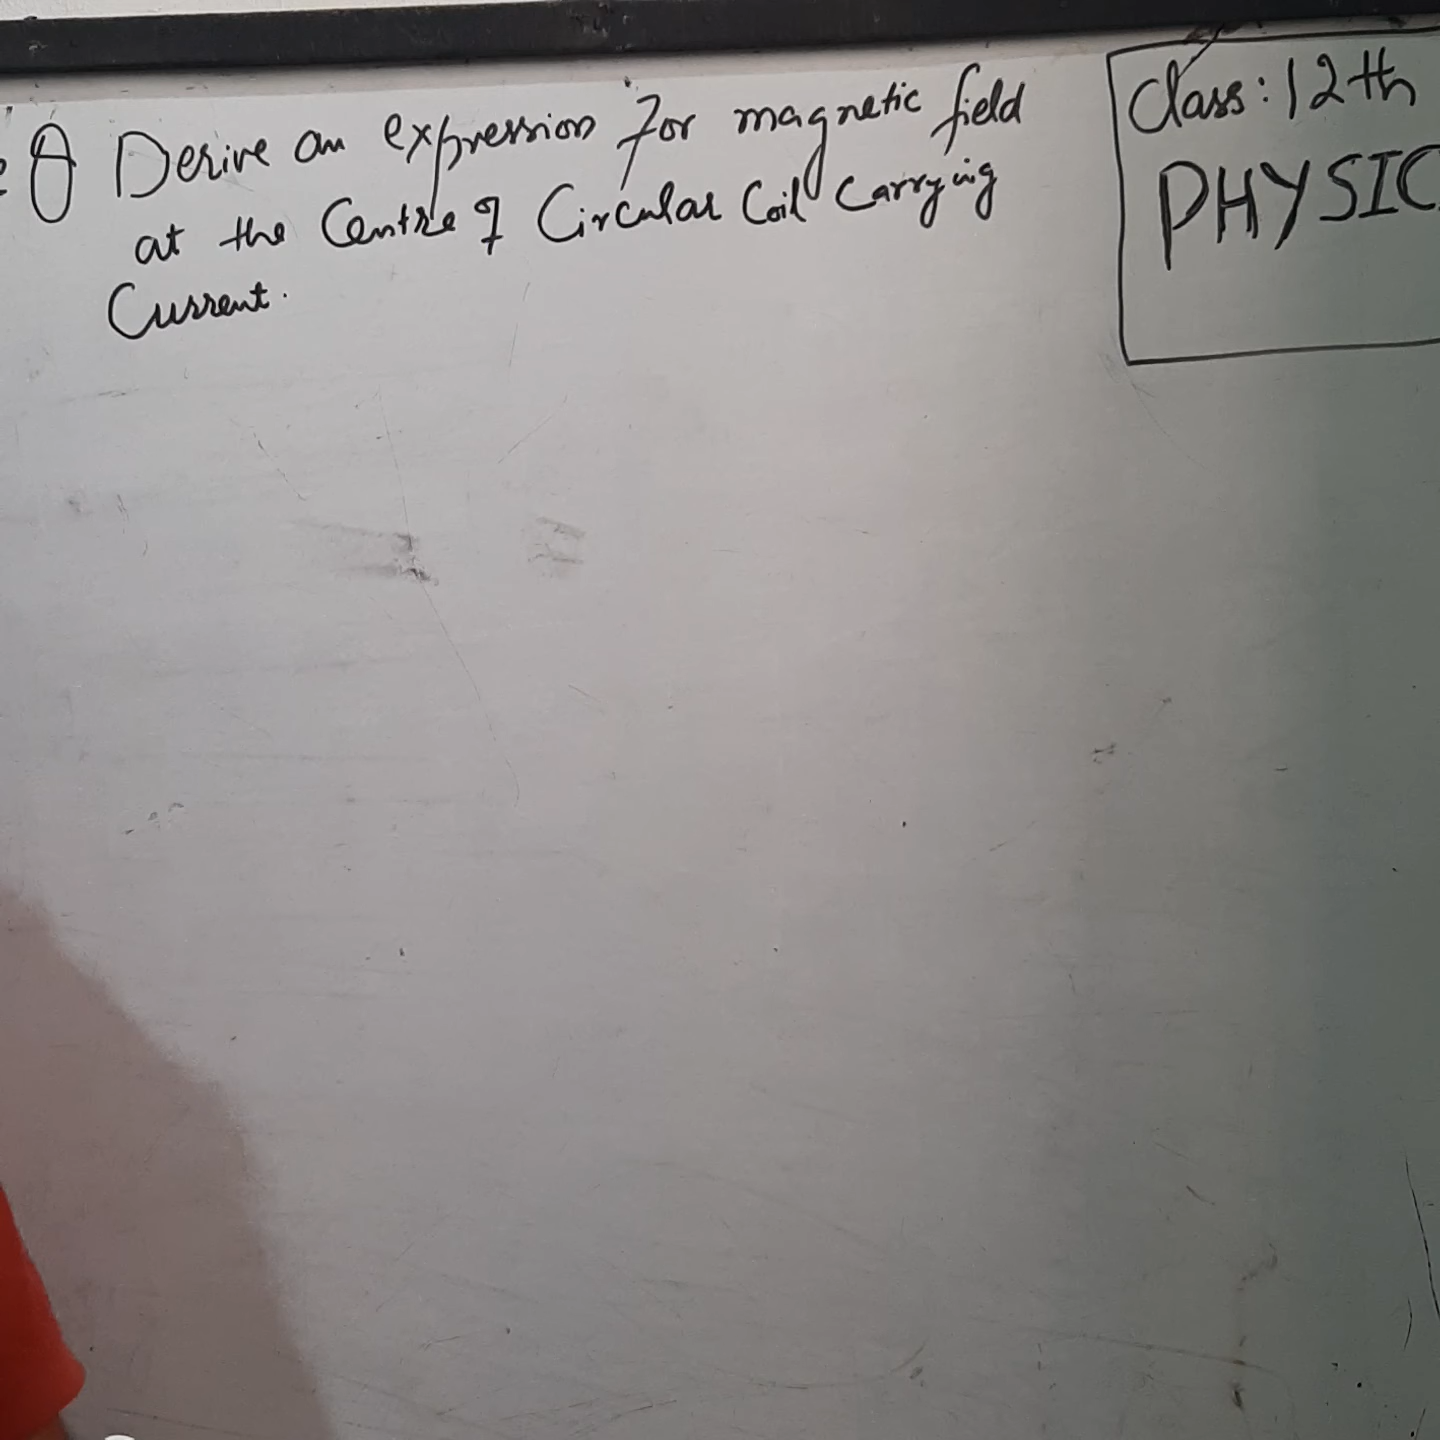 Derive an expression for magnetic field
at the Centre of Circular Coil Carrying
Current.
Class: 12th
PHYSIC